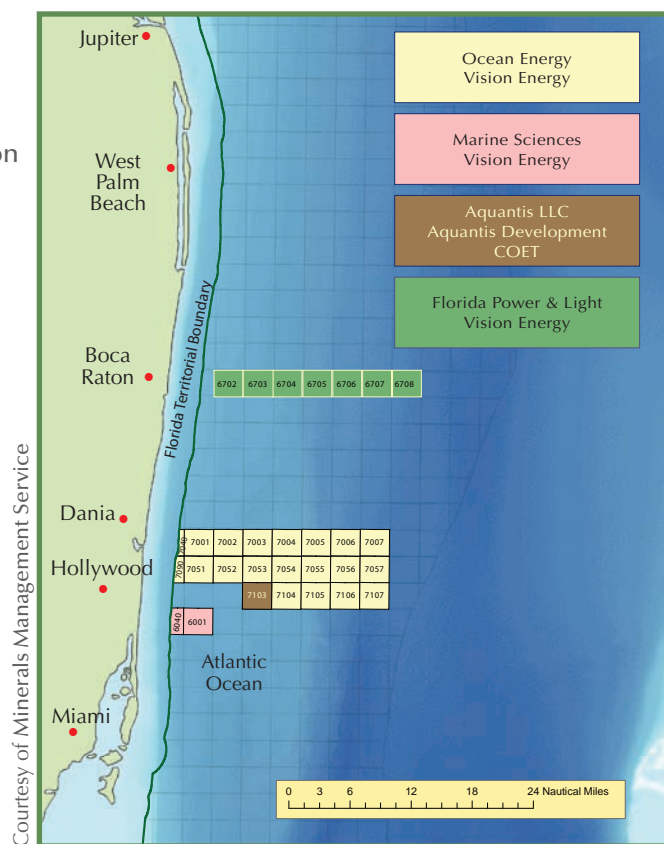 on
Jupiter
West
Palm
Beach
Boca
Raton
Dania
Hollywood
Miami
Florida Territorial Boundary
Atlantic
Ocean
Ocean Energy
Vision Energy
Marine Sciences
Vision Energy
Aquantis LLC
Aquantis Development
COET
Florida Power & Light
Vision Energy
6702 6703 6704 6705 6706 6707 6708
7040 7001 7002 7003 7004 7005 7006 7007
7090 7051 7052 7053 7054 7055 7056 7057
7103 7104 7105 7106 7107
6040 6001
0 3 6 12 18 24 Nautical Miles
Courtesy of Minerals Management Service